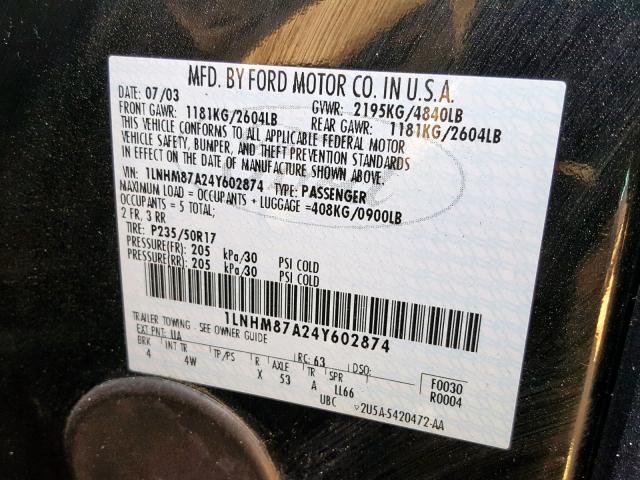 MFD. BY FORD MOTOR CO. IN U.S.A.
DATE: 07/03 GVWR: 2195KG/4840LB
FRONT GAWR: 1181KG/2604LB REAR GAWR: 1181KG/2604LB
THIS VEHICLE CONFORMS TO ALL APPLICABLE FEDERAL MOTOR
VEHICLE SAFETY, BUMPER, AND THEFT PREVENTION STANDARDS
IN EFFECT ON THE DATE OF MANUFACTURE SHOWN ABOVE.
VIN: 1LNHM87A24Y602874 TYPE: PASSENGER
MAXIMUM LOAD = OCCUPANTS + LUGGAGE =408KG/0900LB
OCCUPANTS = 5 TOTAL;
2 FR, 3 RR
TIRE: P235/50R17
PRESSURE(FR): 205 kPa/30 PSI COLD
PRESSURE(RR): 205 kPa/30 PSI COLD
1LNHM87A24Y602874
TRAILER TOWING . SEE OWNER GUIDE
EXT PNT: UA RC: 63 DSO:
BRK INT TR TP/PS R AXLE TR SPR F0030
4 4W X 53 A LL66 R0004
UBC 2U5A-5420472-AA